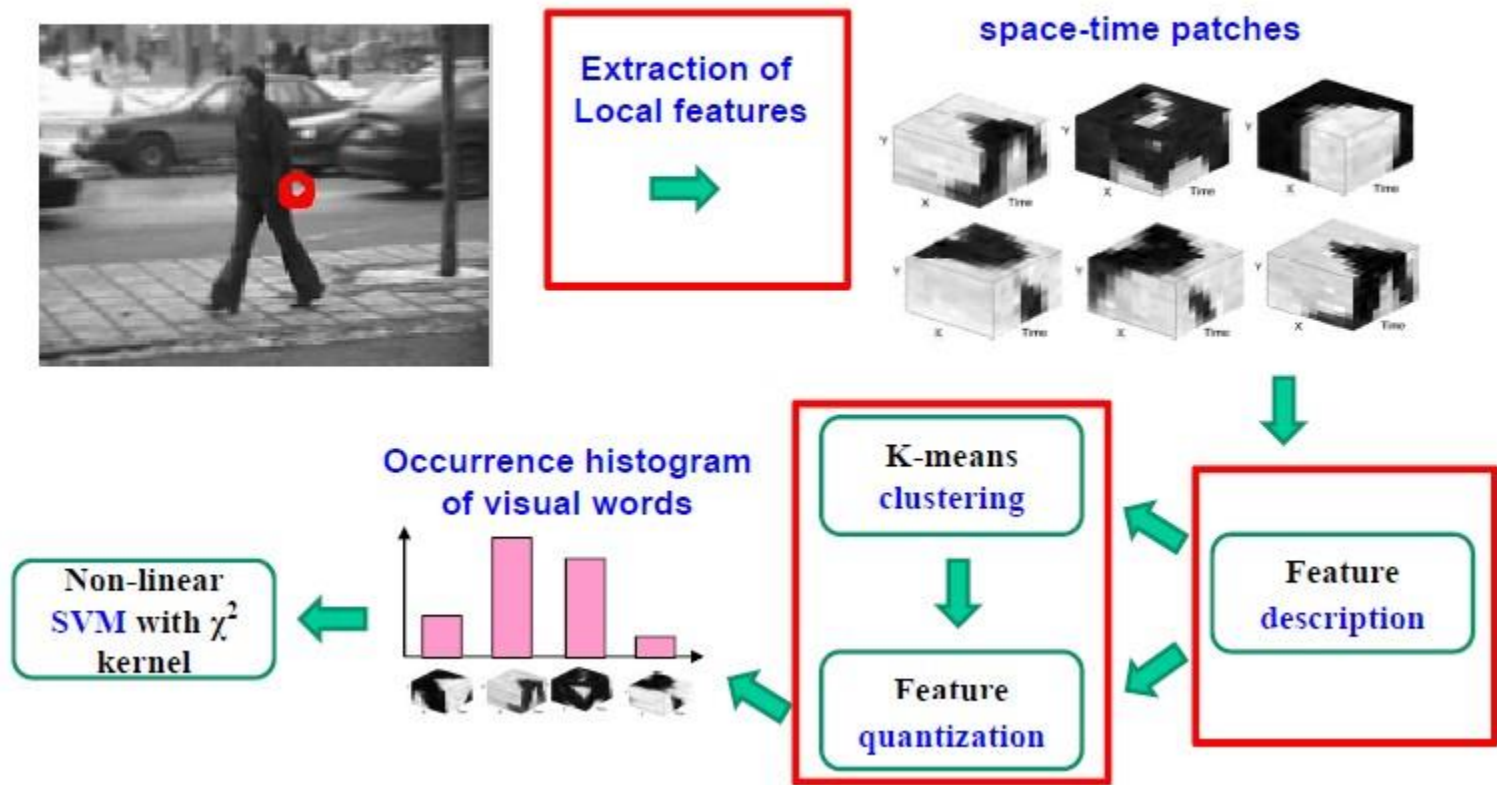 space-time patches
Extraction of
Local features
Y
X
Time
Y
X
Time
Y
X
Time
Y
X
Time
Y
X
Time
Y
X
Time
K-means
clustering
Feature
description
Feature
quantization
Occurrence histogram
of visual words
Non-linear
SVM with χ²
kernel